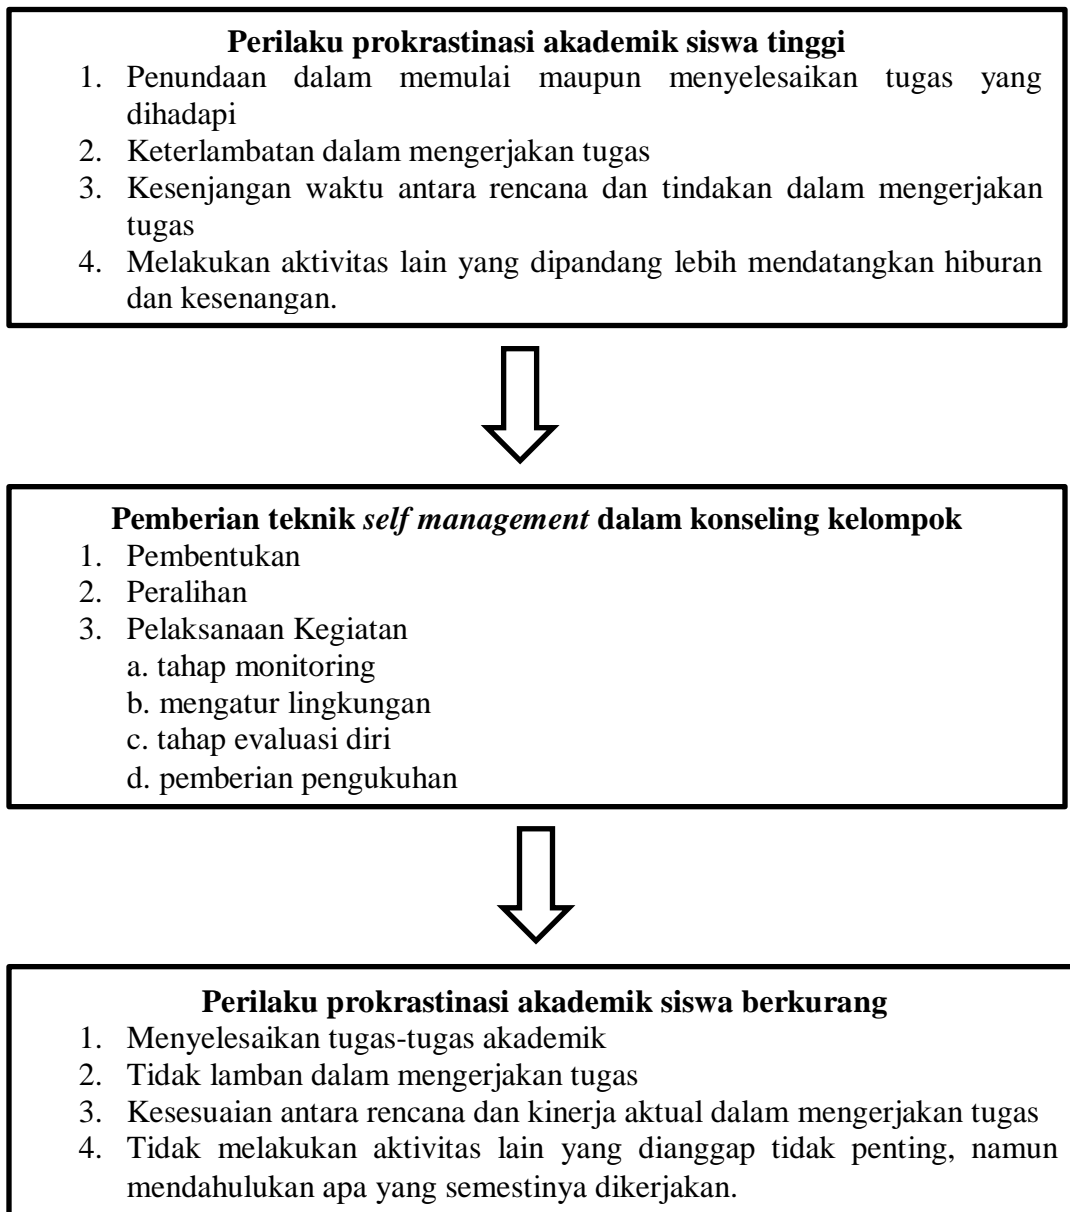 Perilaku prokrastinasi akademik siswa tinggi
1. Penundaan dalam memulai maupun menyelesaikan tugas yang
dihadapi
2. Keterlambatan dalam mengerjakan tugas
3. Kesenjangan waktu antara rencana dan tindakan dalam mengerjakan
tugas
4. Melakukan aktivitas lain yang dipandang lebih mendatangkan hiburan
dan kesenangan.
Pemberian teknik self management dalam konseling kelompok
1. Pembentukan
2. Peralihan
3. Pelaksanaan Kegiatan
a. tahap monitoring
b. mengatur lingkungan
c. tahap evaluasi diri
d. pemberian pengukuhan
Perilaku prokrastinasi akademik siswa berkurang
1. Menyelesaikan tugas-tugas akademik
2. Tidak lamban dalam mengerjakan tugas
3. Kesesuaian antara rencana dan kinerja aktual dalam mengerjakan tugas
4. Tidak melakukan aktivitas lain yang dianggap tidak penting, namun
mendahulukan apa yang semestinya dikerjakan.